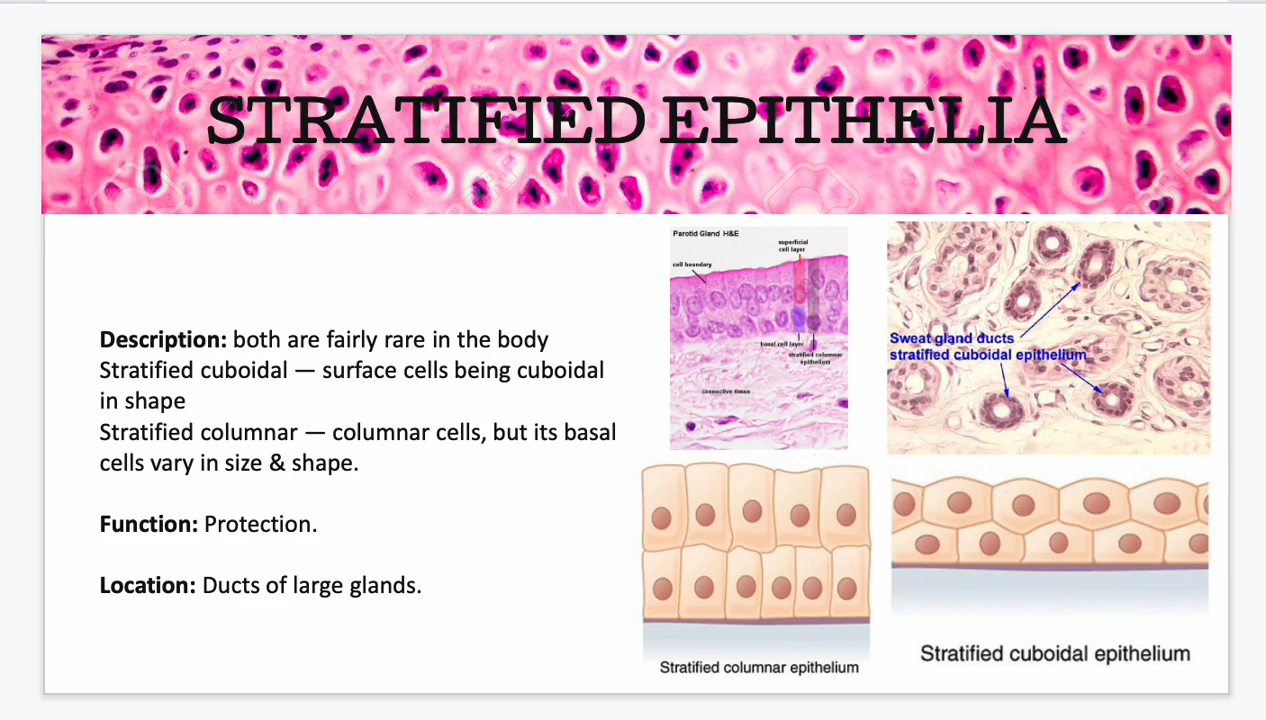 STRATIFIED EPITHELIA
Description: both are fairly rare in the body
Stratified cuboidal — surface cells being cuboidal
in shape
Stratified columnar — columnar cells, but its basal
cells vary in size & shape.
Function: Protection.
Location: Ducts of large glands.
Parotid Gland H&E
superficial
cell layer
cell boundary
basal cell layer
stratified columnar
epithelium
Connective tissue
Sweat gland ducts
stratified cuboidal epithelium
Stratified columnar epithelium
Stratified cuboidal epithelium